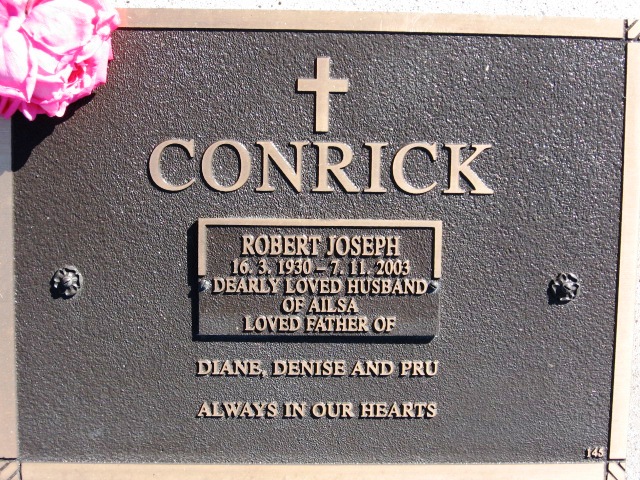 CONRICK
ROBERT JOSEPH
16. 3. 1930 – 7. 11. 2003
DEARLY LOVED HUSBAND
OF AILSA
LOVED FATHER OF
DIANE, DENISE AND PRU
ALWAYS IN OUR HEARTS
145